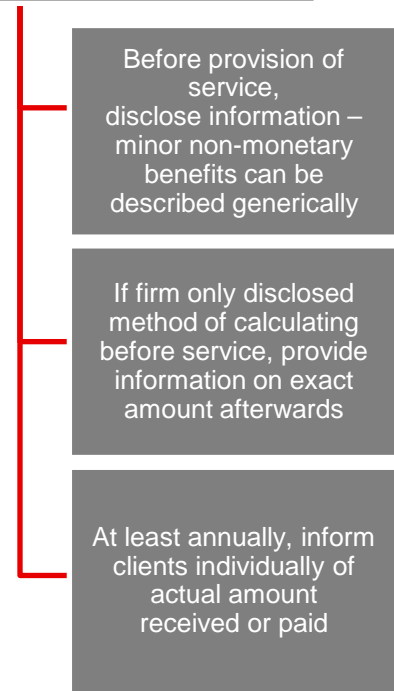 Before provision of
service,
disclose information –
minor non-monetary
benefits can be
described generically
If firm only disclosed
method of calculating
before service, provide
information on exact
amount afterwards
At least annually, inform
clients individually of
actual amount
received or paid